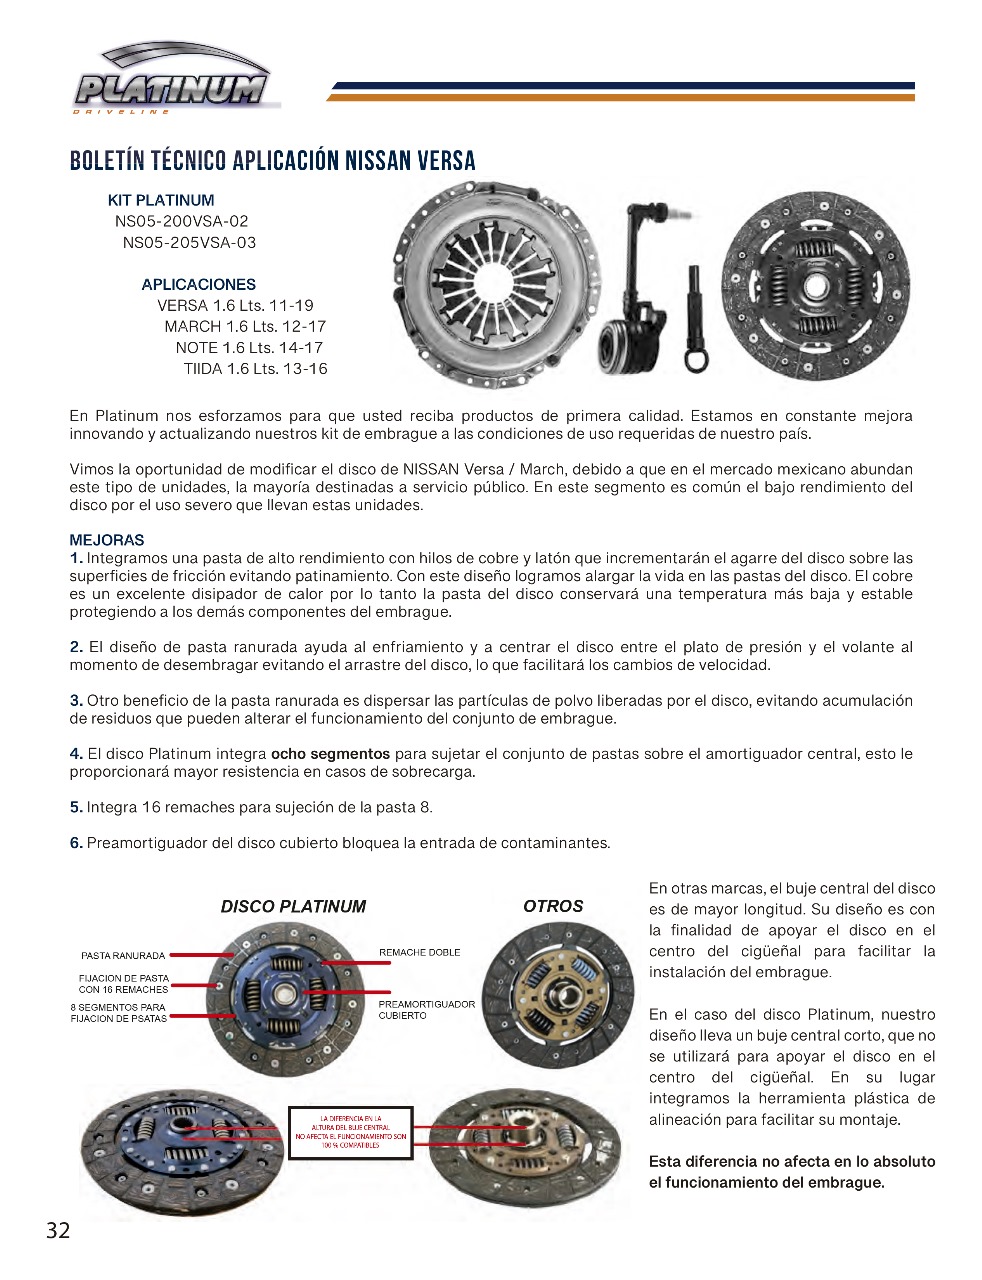 PLATINUM
DRIVELINE
BOLETÍN TÉCNICO APLICACIÓN NISSAN VERSA
KIT PLATINUM
NS05-200VSA-02
NS05-205VSA-03
APLICACIONES
VERSA 1.6 Lts. 11-19
MARCH 1.6 Lts. 12-17
NOTE 1.6 Lts. 14-17
TIIDA 1.6 Lts. 13-16
En Platinum nos esforzamos para que usted reciba productos de primera calidad. Estamos en constante mejora
innovando y actualizando nuestros kit de embrague a las condiciones de uso requeridas de nuestro país.
Vimos la oportunidad de modificar el disco de NISSAN Versa / March, debido a que en el mercado mexicano abundan
este tipo de unidades, la mayoría destinadas a servicio público. En este segmento es común el bajo rendimiento del
disco por el uso severo que llevan estas unidades.
MEJORAS
1. Integramos una pasta de alto rendimiento con hilos de cobre y latón que incrementarán el agarre del disco sobre las
superficies de fricción evitando patinamiento. Con este diseño logramos alargar la vida en las pastas del disco. El cobre
es un excelente disipador de calor por lo tanto la pasta del disco conservará una temperatura más baja y estable
protegiendo a los demás componentes del embrague.
2. El diseño de pasta ranurada ayuda al enfriamiento y a centrar el disco entre el plato de presión y el volante al
momento de desembragar evitando el arrastre del disco, lo que facilitará los cambios de velocidad.
3. Otro beneficio de la pasta ranurada es dispersar las partículas de polvo liberadas por el disco, evitando acumulación
de residuos que pueden alterar el funcionamiento del conjunto de embrague.
4. El disco Platinum integra ocho segmentos para sujetar el conjunto de pastas sobre el amortiguador central, esto le
proporcionará mayor resistencia en casos de sobrecarga.
5. Integra 16 remaches para sujeción de la pasta 8.
6. Preamortiguador del disco cubierto bloquea la entrada de contaminantes.
DISCO PLATINUM
OTROS
PASTA RANURADA
FIJACION DE PASTA
CON 16 REMACHES
8 SEGMENTOS PARA
FIJACION DE PSATAS
REMACHE DOBLE
PREAMORTIGUADOR
CUBIERTO
LA DIFERENCIA EN LA
ALTURA DEL BUJE CENTRAL
NO AFECTA EL FUNCIONAMIENTO SON
100 % COMPATIBLES
En otras marcas, el buje central del disco
es de mayor longitud. Su diseño es con
la finalidad de apoyar el disco en el
centro del cigüeñal para facilitar la
instalación del embrague.
En el caso del disco Platinum, nuestro
diseño lleva un buje central corto, que no
se utilizará para apoyar el disco en el
centro del cigüeñal. En su lugar
integramos la herramienta plástica de
alineación para facilitar su montaje.
Esta diferencia no afecta en lo absoluto
el funcionamiento del embrague.
32